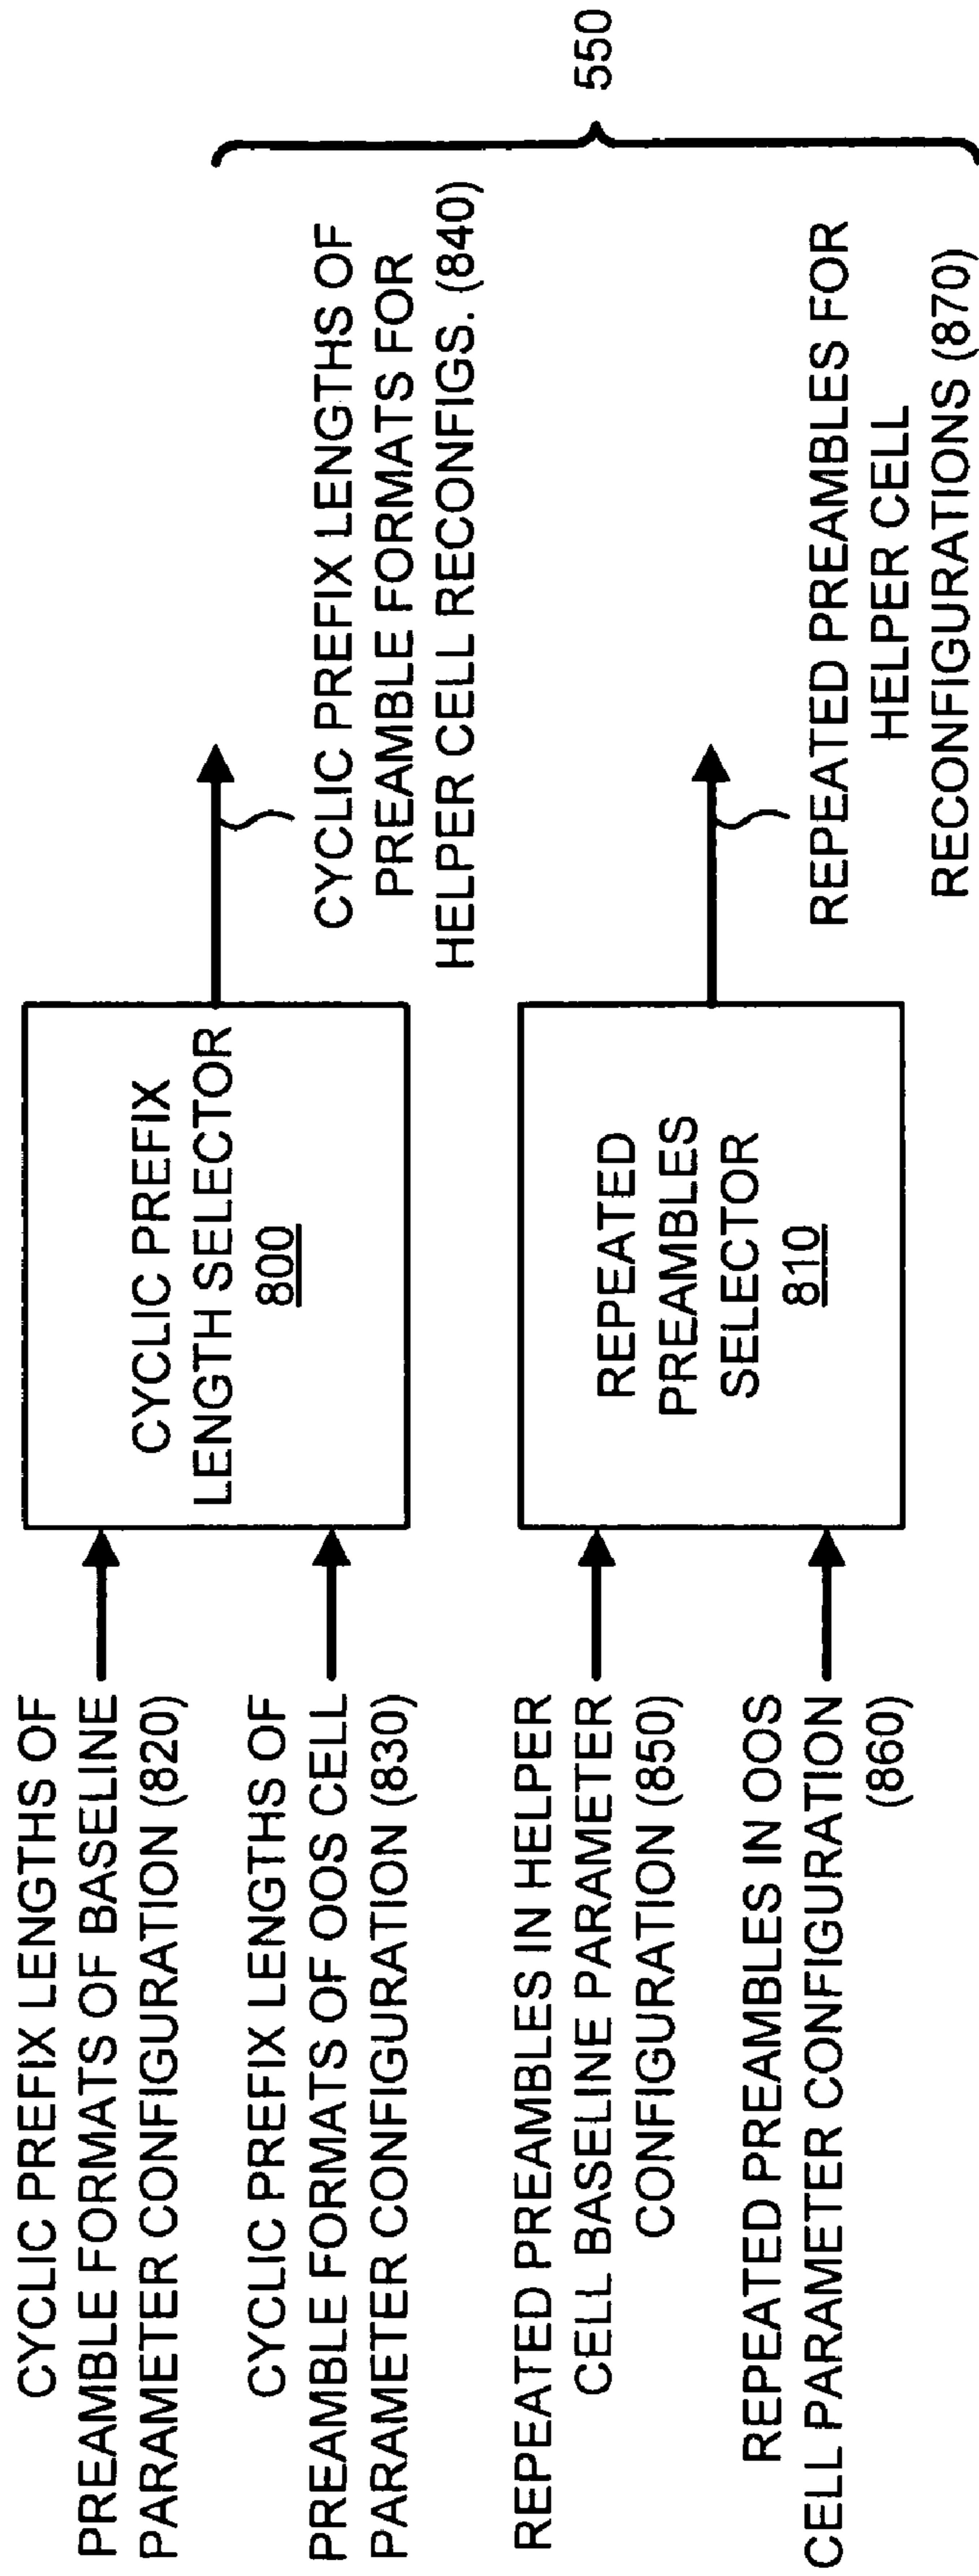 CYCLIC PREFIX LENGTHS OF
PREAMBLE FORMATS OF BASELINE
PARAMETER CONFIGURATION (820)
CYCLIC PREFIX LENGTHS OF
PREAMBLE FORMATS OF OOS CELL
PARAMETER CONFIGURATION (830)
CYCLIC PREFIX
LENGTH SELECTOR
800
CYCLIC PREFIX LENGTHS OF
PREAMBLE FORMATS FOR
HELPER CELL RECONFIGS. (840)
REPEATED PREAMBLES IN HELPER
CELL BASELINE PARAMETER
CONFIGURATION (850)
REPEATED PREAMBLES IN OOS
CELL PARAMETER CONFIGURATION
(860)
REPEATED
PREAMBLES
SELECTOR
810
REPEATED PREAMBLES FOR
HELPER CELL
RECONFIGURATIONS (870)
550